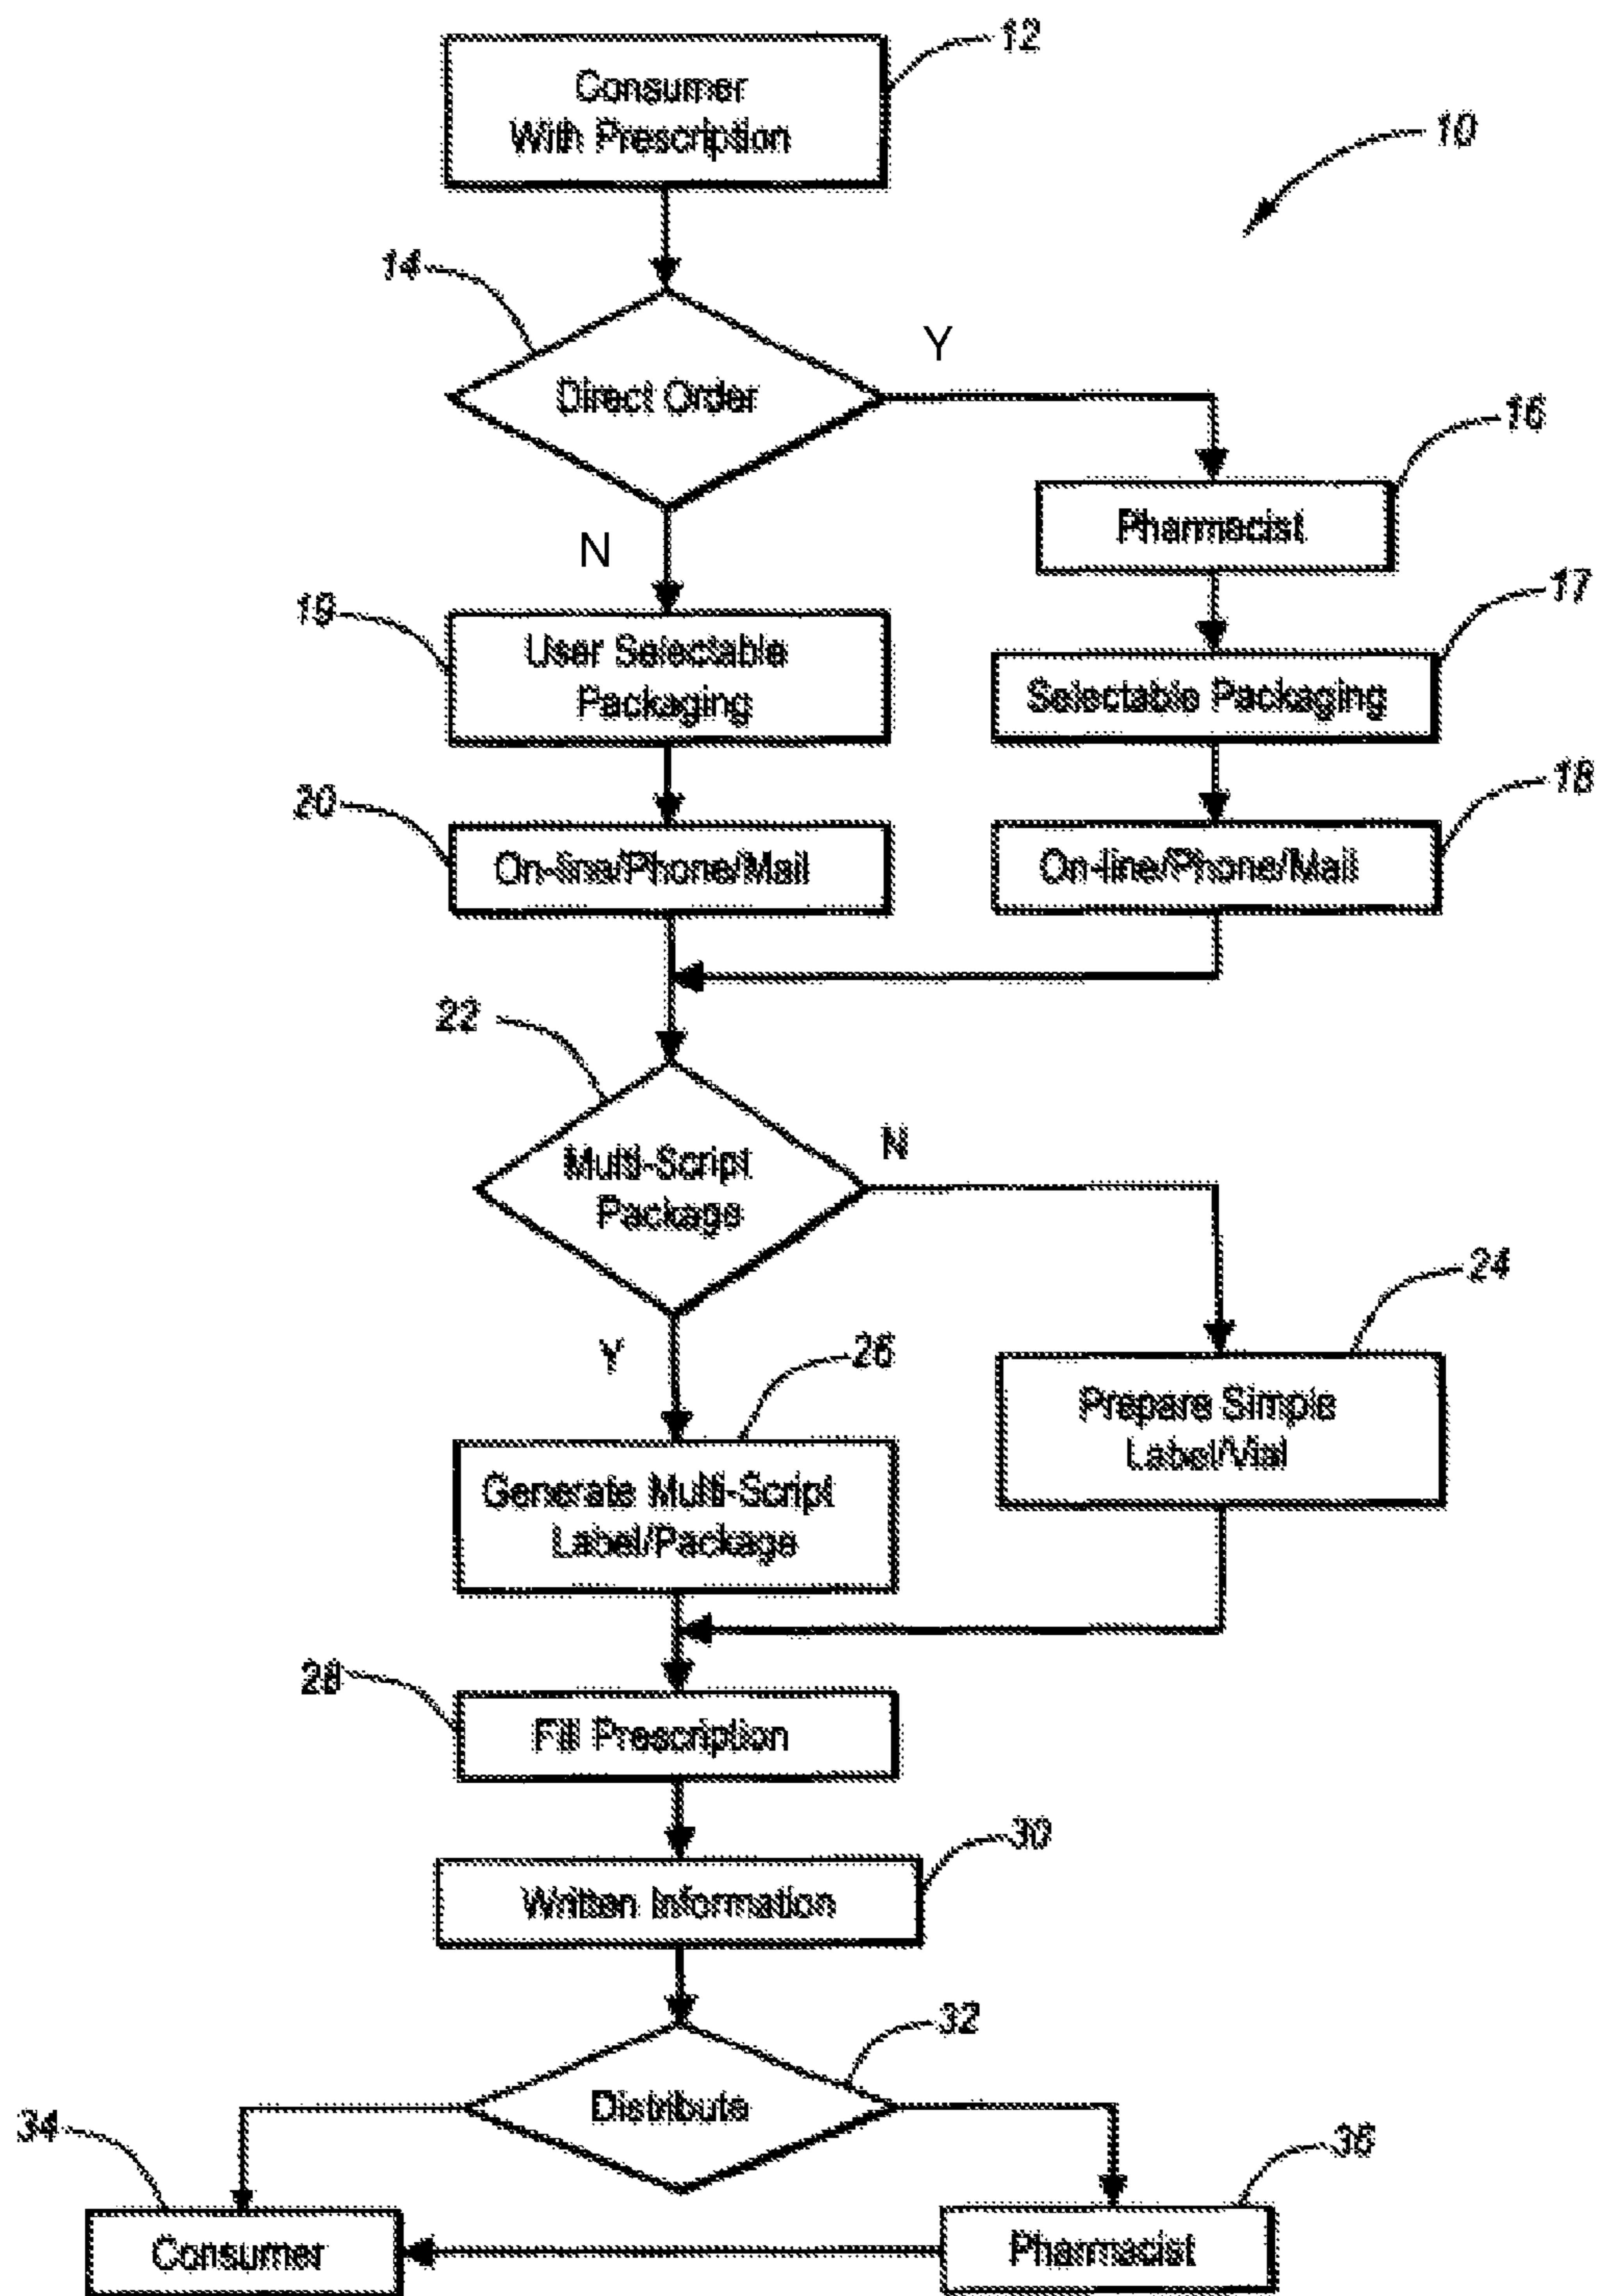 12
Consumer
With Prescription
10
14
Y
Direct Order
16
Pharmacist
N
17
19
User Selectable
Packaging
Selectable Packaging
20
18
On-line/Phone/Mail
On-line/Phone/Mail
22
N
Multi-Script
Package
24
Y
26
Prepare Simple
Label/Vial
Generate Multi-Script
Label/Package
28
Fill Prescription
30
Written Information
32
Distribute
34
36
Consumer
Pharmacist